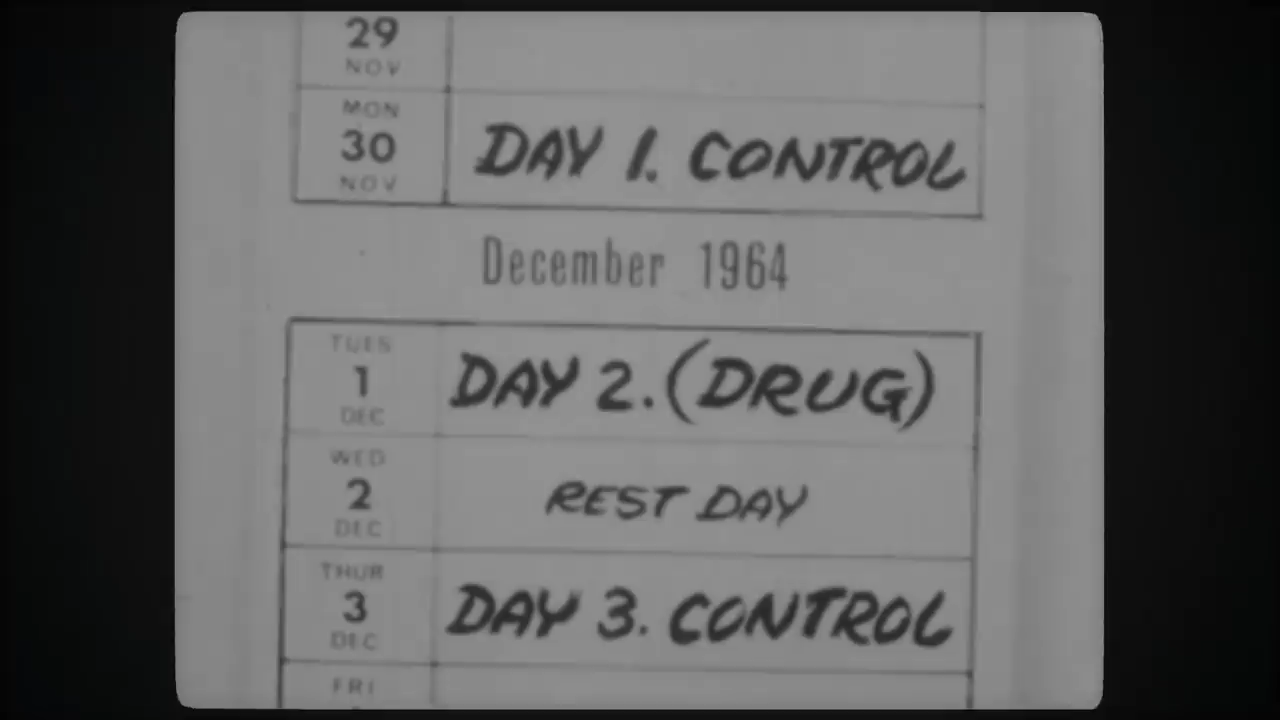 29
NOV
MON
30
NOV
DAY 1. CONTROL
December 1964
TUES
1
DEC
DAY 2. (DRUG)
WED
2
DEC
REST DAY
THUR
3
DEC
DAY 3. CONTROL
FRI